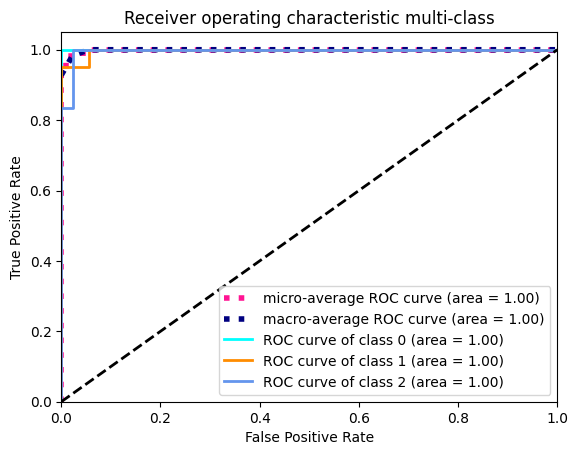 Receiver operating characteristic multi-class
True Positive Rate
1.0
0.8
0.6
0.4
0.2
0.0
micro-average ROC curve (area = 1.00)
macro-average ROC curve (area = 1.00)
ROC curve of class 0 (area = 1.00)
ROC curve of class 1 (area = 1.00)
ROC curve of class 2 (area = 1.00)
0.0 0.2 0.4 0.6 0.8 1.0
False Positive Rate